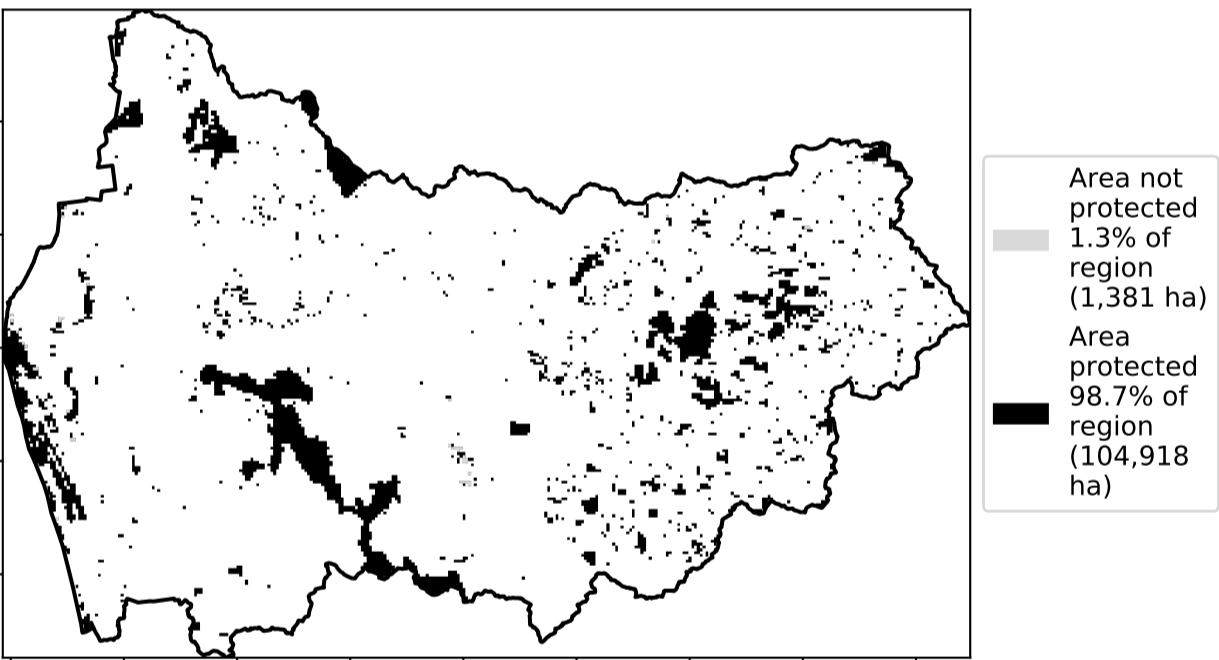 Area not
protected
1.3% of
region
(1,381 ha)
Area
protected
98.7% of
region
(104,918
ha)